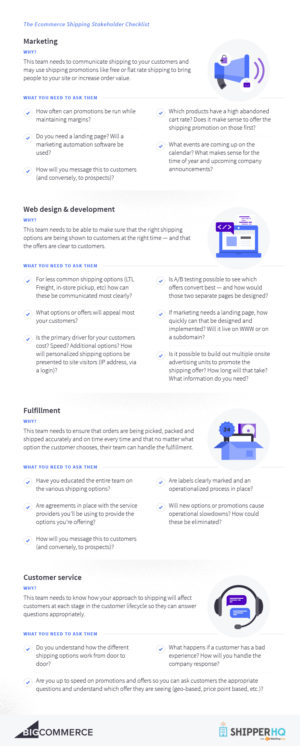 The Ecommerce Shipping Stakeholder Checklist
Marketing
WHY?
This team needs to communicate shipping to your customers and
may use shipping promotions like free or flat rate shipping to bring
people to your site or increase order value.
WHAT YOU NEED TO ASK THEM
How often can promotions be run while
maintaining margins?
Do you need a landing page? Will a
marketing automation software be
used?
How will you message this to customers
(and conversely, to prospects)?
Which products have a high abandoned
cart rate? Does it make sense to offer the
shipping promotion on those first?
What events are coming up on the
calendar? What makes sense for the
time of year and upcoming company
announcements?
Web design & development
WHY?
This team needs to be able to make sure that the right shipping
options are being shown to customers at the right time — and that
the offers are clear to customers.
WHAT YOU NEED TO ASK THEM
For less common shipping options (LTL
Freight, in-store pickup, etc) how can
these be communicated most clearly?
What options or offers will appeal most
your customers?
Is the primary driver for your customers
cost? Speed? Additional options? How
will personalized shipping options be
presented to site visitors (IP address, via
a login)?
Is A/B testing possible to see which
offers convert best — and how would
those two separate pages be designed?
If marketing needs a landing page, how
quickly can that be designed and
implemented? Will it live on WWW or on
a subdomain?
Is it possible to build out multiple onsite
advertising units to promote the
shipping offer? How long will that take?
What information do you need?
Fulfillment
WHY?
This team needs to ensure that orders are being picked, packed and
shipped accurately and on time every time and that no matter what
option the customer chooses, their team can handle the fulfillment.
24
WHAT YOU NEED TO ASK THEM
Have you educated the entire team on
the various shipping options?
Are agreements in place with the service
providers you'll be using to provide the
options you're offering?
How will you message this to customers
(and conversely, to prospects)?
Are labels clearly marked and an
operationalized process in place?
Will new options or promotions cause
operational slowdowns? How could
these be eliminated?
Customer service
WHY?
This team needs to know how your approach to shipping will affect
customers at each stage in the customer lifecycle so they can answer
questions appropriately.
WHAT YOU NEED TO ASK THEM
Do you understand how the different
shipping options work from door to
door?
What happens if a customer has a bad
experience? How will you handle the
company response?
Are you up to speed on promotions and offers so you can ask customers the appropriate
questions and understand which offer they are seeing (geo-based, price point based, etc.)?
BIGCOMMERCE
SHIPPERHQ